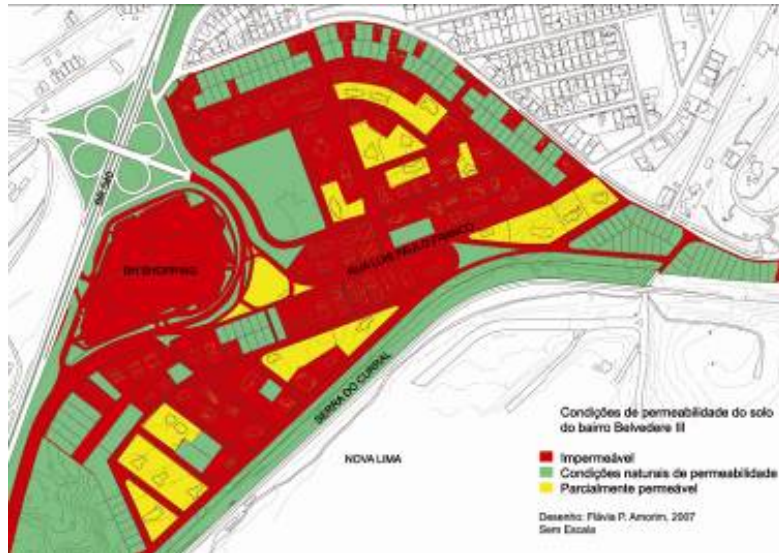 BR-040
BH SHOPPING
RUA LUIS PAULO FRANCO
SERRA DO CURRAL
NOVA LIMA
Condições de permeabilidade do solo
do bairro Belvedere III
Impermeável
Condições naturais de permeabilidade
Parcialmente permeável
Desenho: Flávia P. Amorim, 2007
Sem Escala